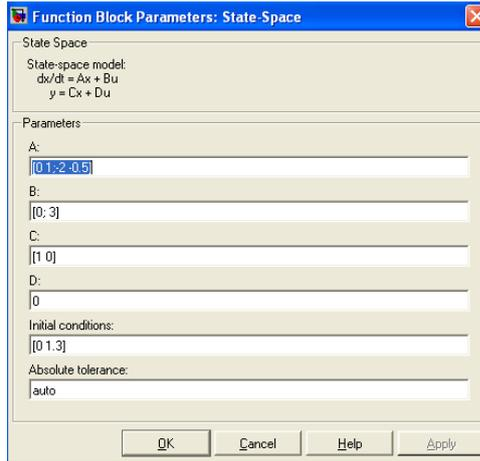 Function Block Parameters: State-Space
State Space
State-space model:
dx/dt = Ax + Bu
y = Cx + Du
Parameters
A:
[0 1;-2 -0.5]
B:
[0; 3]
C:
[1 0]
D:
0
Initial conditions:
[0 1.3]
Absolute tolerance:
auto
OK
Cancel
Help
Apply